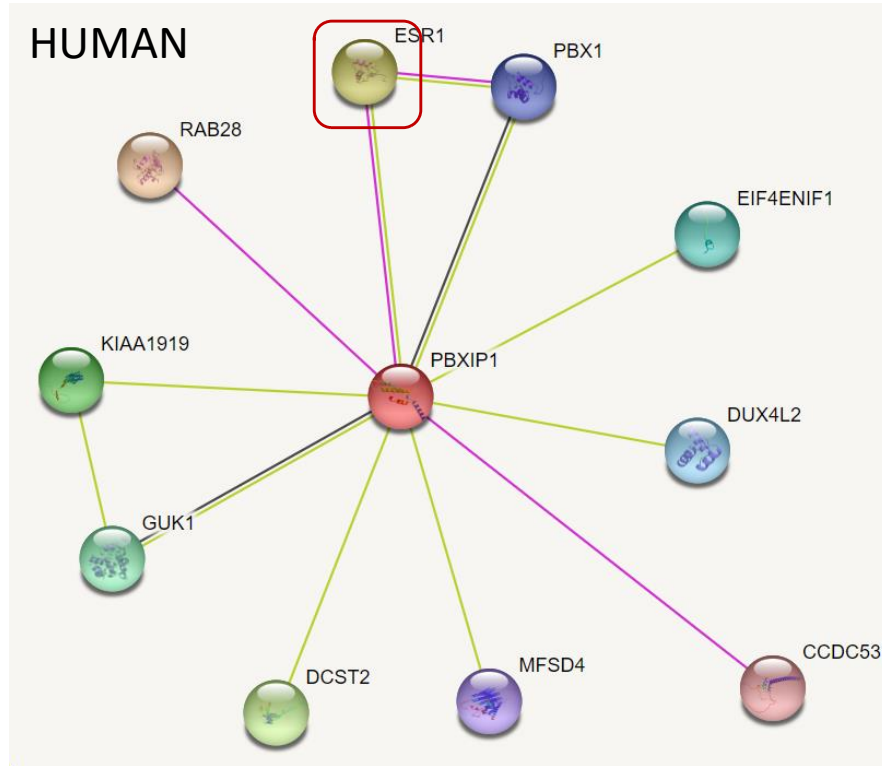 HUMAN
ESR1
PBX1
RAB28
EIF4ENIF1
KIAA1919
PBXIP1
DUX4L2
GUK1
CCDC53
DCST2
MFSD4